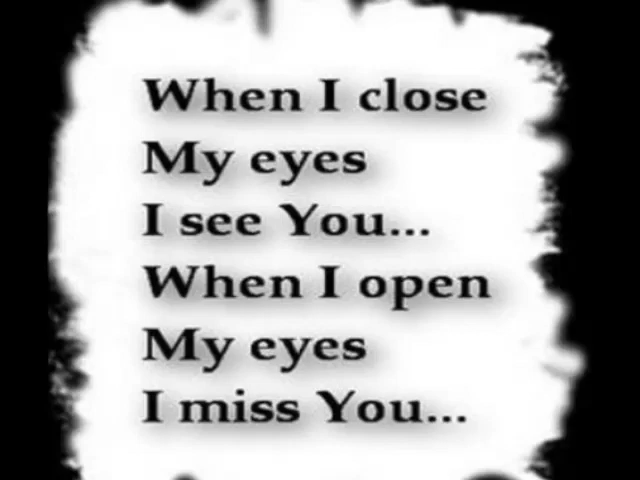 When I close
My eyes
I see You...
When I open
My eyes
I miss You...